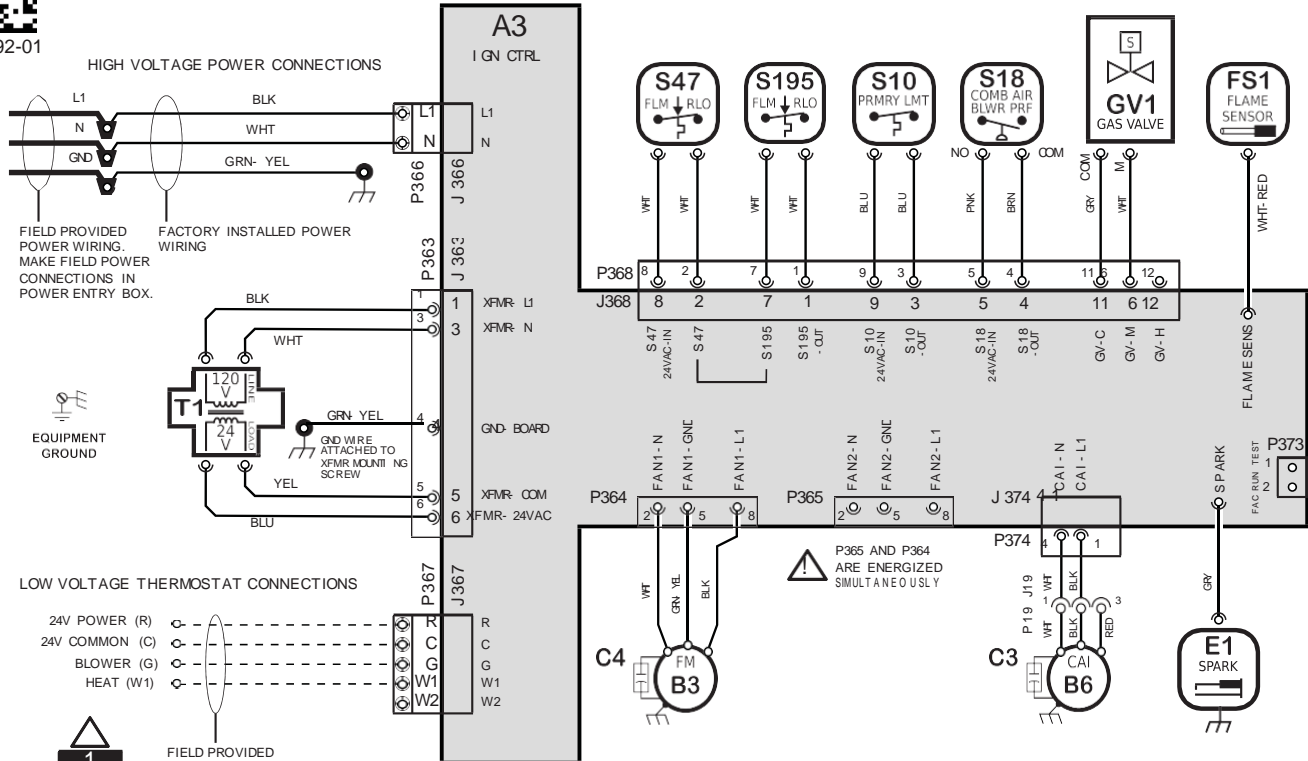 92-01
HIGH VOLTAGE POWER CONNECTIONS
L1
N
GND
BLK
WHT
GRN- YEL
FIELD PROVIDED
POWER WIRING.
MAKE FIELD POWER
CONNECTIONS IN
POWER ENTRY BOX.
FACTORY INSTALLED POWER
WIRING
A3
IGN CTRL
L1 L1
N N
P366
J 366
P363
J 363
1 1 XFMR- L1
3 3 XFMR- N
BLK
WHT
T1
120
V
LINE
24
V
LOAD
GRN- YEL
4 4 GND- BOARD
GND WIRE
ATTACHED TO
XFMR MOUNTING
SCREW
EQUIPMENT
GROUND
YEL
BLU
5 5 XFMR- COM
6 6 XFMR- 24VAC
P367
J367
LOW VOLTAGE THERMOSTAT CONNECTIONS
24V POWER (R)
24V COMMON (C)
BLOWER (G)
HEAT (W1)
R R
C C
G G
W1 W1
W2 W2
1
FIELD PROVIDED
S47
FLM RLO
S195
FLM RLO
S10
PRMRY LMT
S18
COMB AIR
BLWR PRF
NO COM
S
GV1
GAS VALVE
COM M
FS1
FLAME
SENSOR
WHT WHT WHT WHT BLU BLU PNK BRN GRY WHT WHT- RED
P368 8 2 7 1 9 3 5 4 11 6 12
J368 8 2 7 1 9 3 5 4 11 6 12
S47
24VAC-IN
S47
S195
S195
-OUT
S10
24VAC-IN
S10
-OUT
S18
24VAC-IN
S18
-OUT
GV- C
GV- M
GV- H
FLAME SENS
FAN1- N
FAN1- GND
FAN1- L1
P364 2 5 8
FAN2- N
FAN2- GND
FAN2- L1
P365 2 5 8
CAI - N
CAI - L1
J 374 4 1
P374 4 1
SPARK
FAC RUN TEST
P373
1
2
!
P365 AND P364
ARE ENERGIZED
SIMULTANEOUSLY
WHT
GRN- YEL
BLK
C4
FM
B3
WHT
BLK
P19 J19
1 3
WHT
BLK
RED
C3
CAI
B6
GRY
E1
SPARK